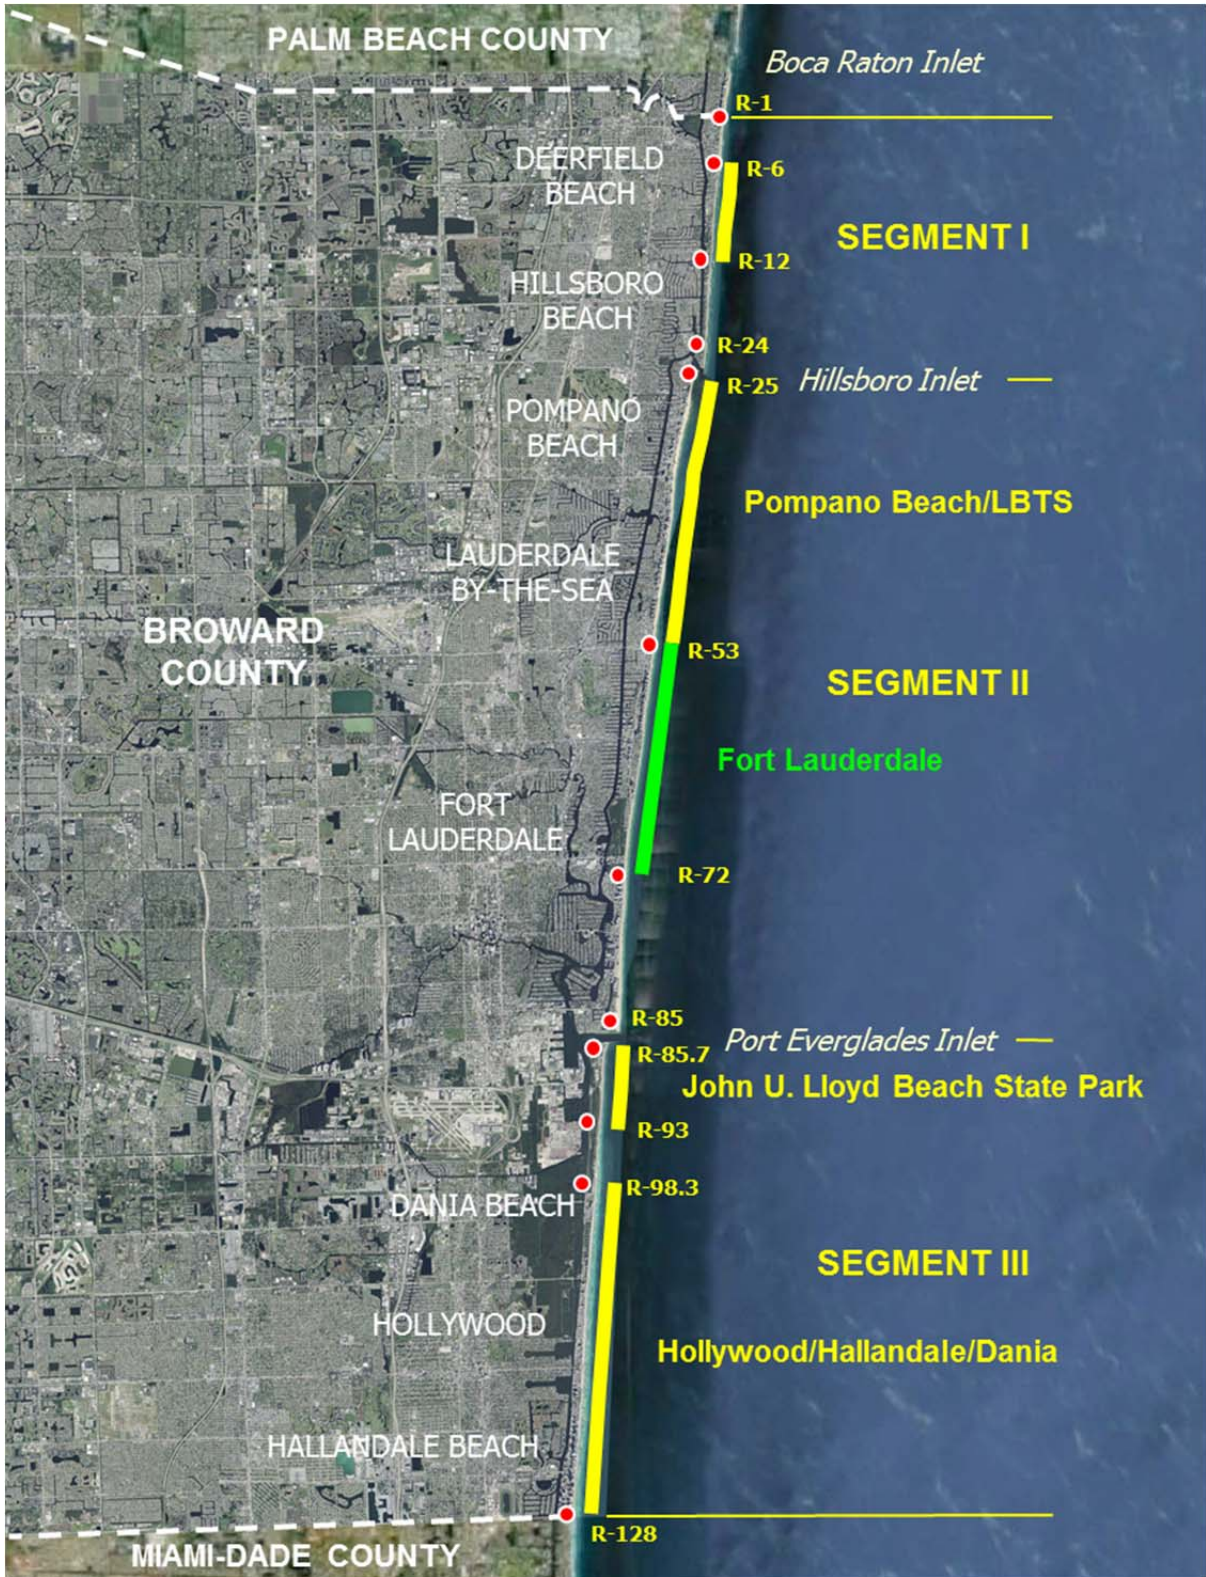 PALM BEACH COUNTY
Boca Raton Inlet
R-1
DEERFIELD
BEACH
R-6
SEGMENT I
R-12
HILLSBORO
BEACH
R-24
Hillsboro Inlet
R-25
POMPANO
BEACH
Pompano Beach/LBTS
LAUDERDALE
BY-THE-SEA
BROWARD
COUNTY
R-53
SEGMENT II
Fort Lauderdale
FORT
LAUDERDALE
R-72
R-85
Port Everglades Inlet
R-85.7
John U. Lloyd Beach State Park
R-93
R-98.3
DANIA BEACH
SEGMENT III
HOLLYWOOD
Hollywood/Hallandale/Dania
HALLANDALE BEACH
R-128
MIAMI-DADE COUNTY